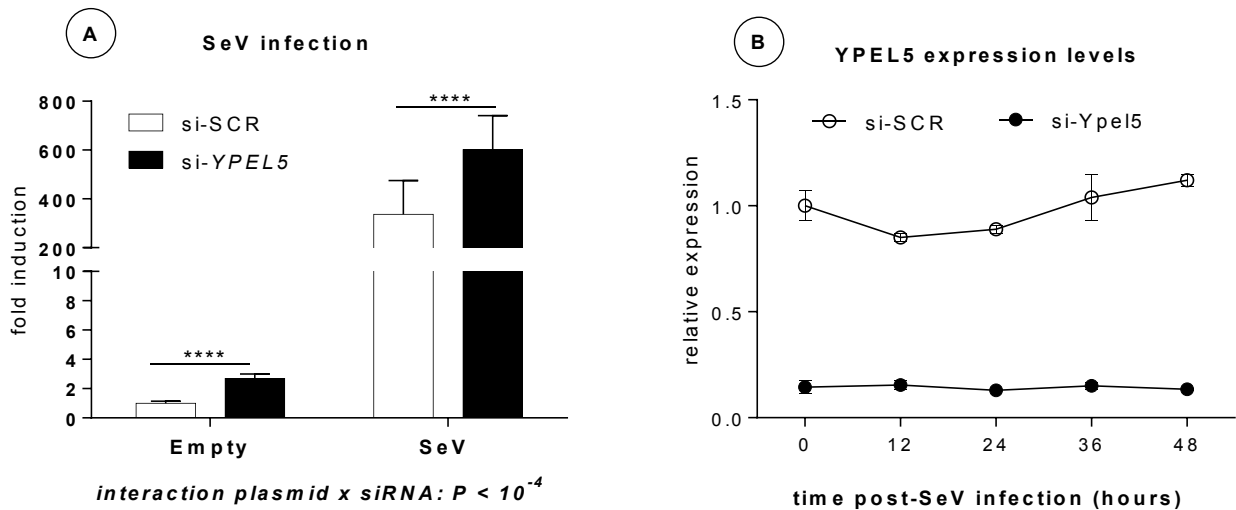 A
SeV infection
800
600
400
200
10
8
6
4
2
0
fold induction
si-SCR
si-YPEL5
****
****
Empty
SeV
interaction plasmid x siRNA: P < 10-4
B
YPEL5 expression levels
1.5
1.0
0.5
0.0
relative expression
si-SCR
si-Ypel5
0
12
24
36
48
time post-SeV infection (hours)